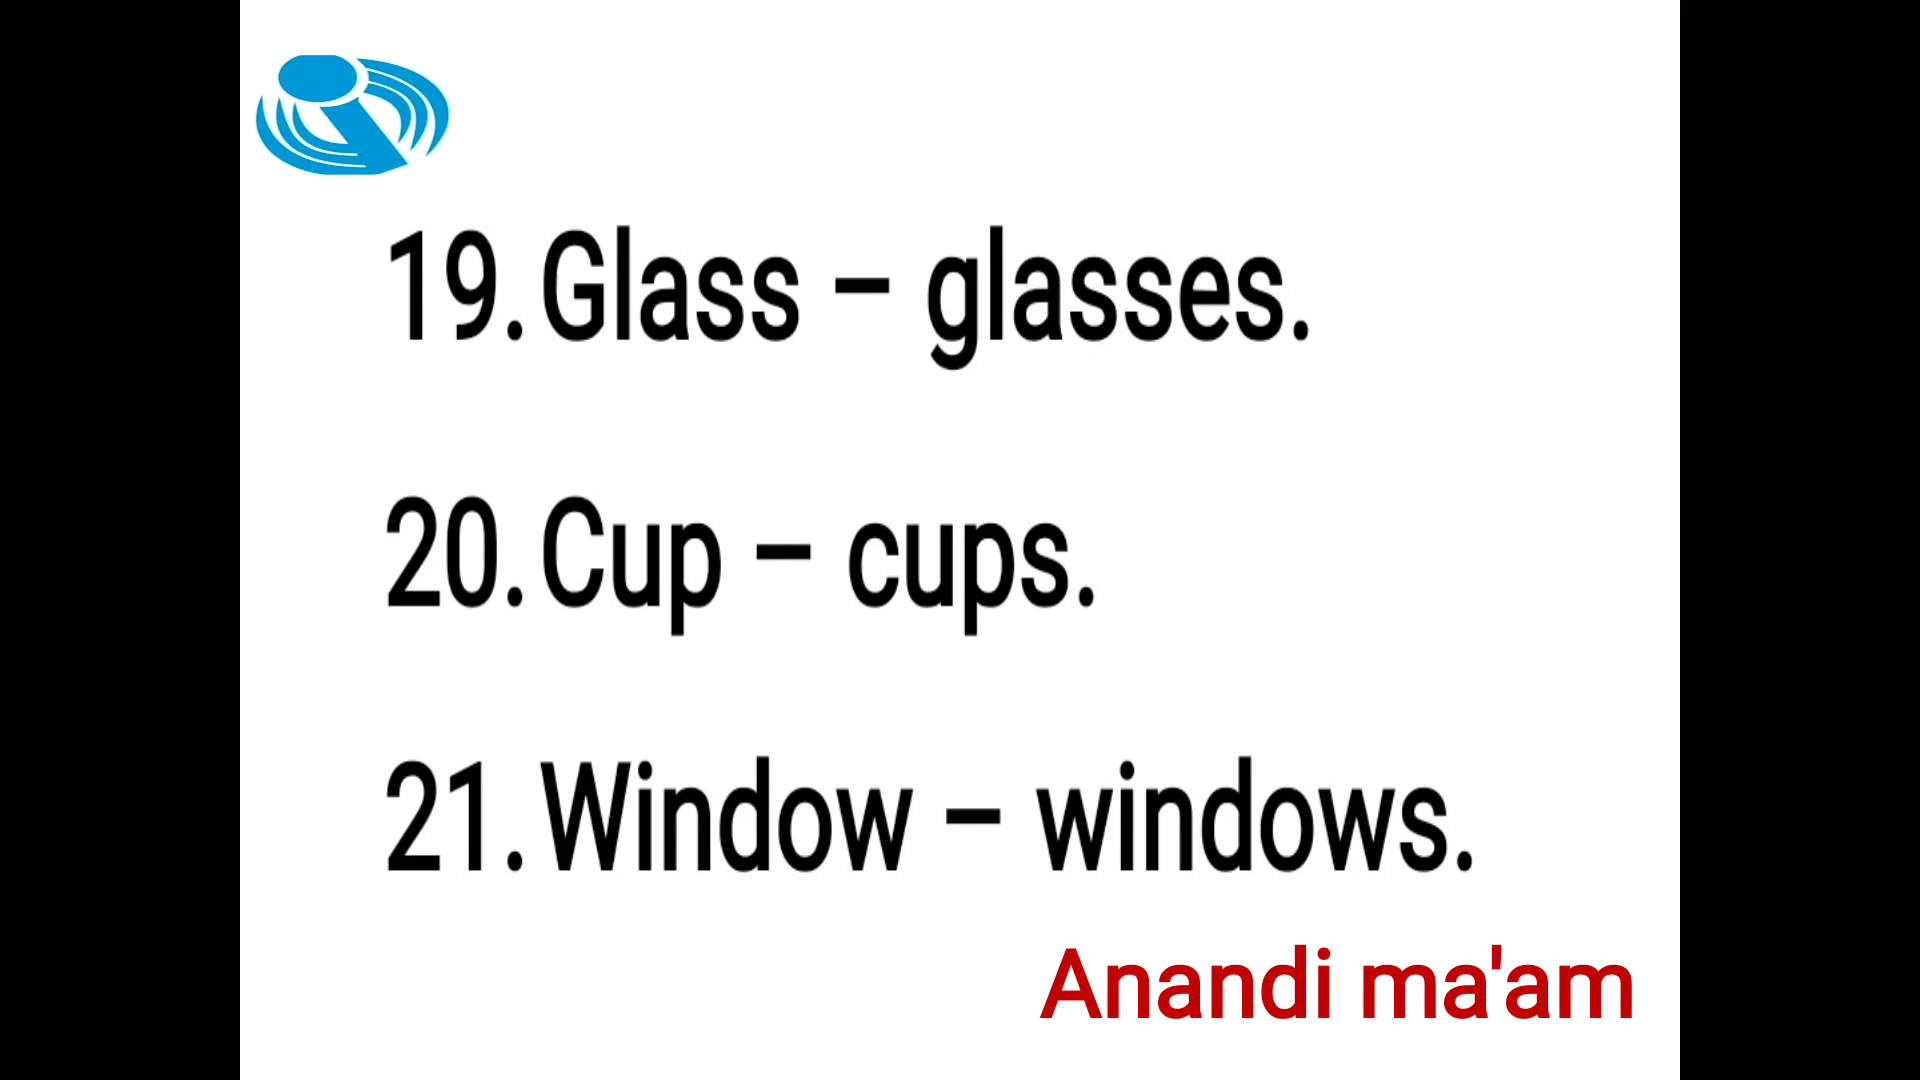 19. Glass – glasses.
20. Cup – cups.
21. Window – windows.
Anandi ma'am